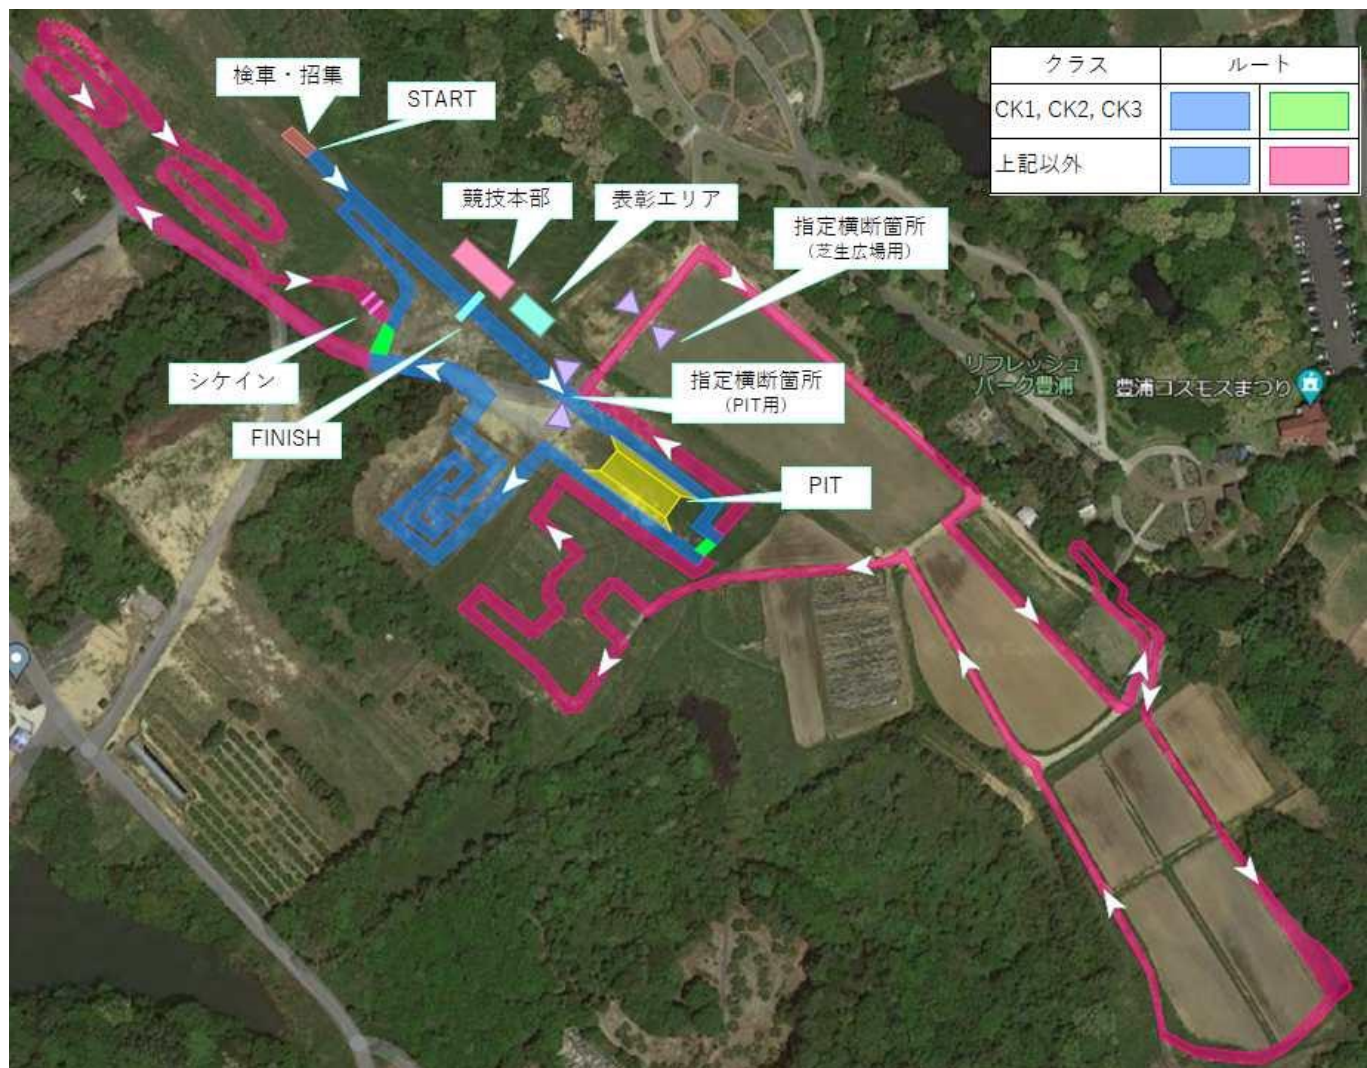 検車・招集
START
競技本部
表彰エリア
指定横断箇所
(芝生広場用)
クラス
ルート
CK1, CK2, CK3
上記以外
シケイン
FINISH
指定横断箇所
(PIT用)
リフレッシュ
パーク豊浦
豊浦コスモスまつり
PIT